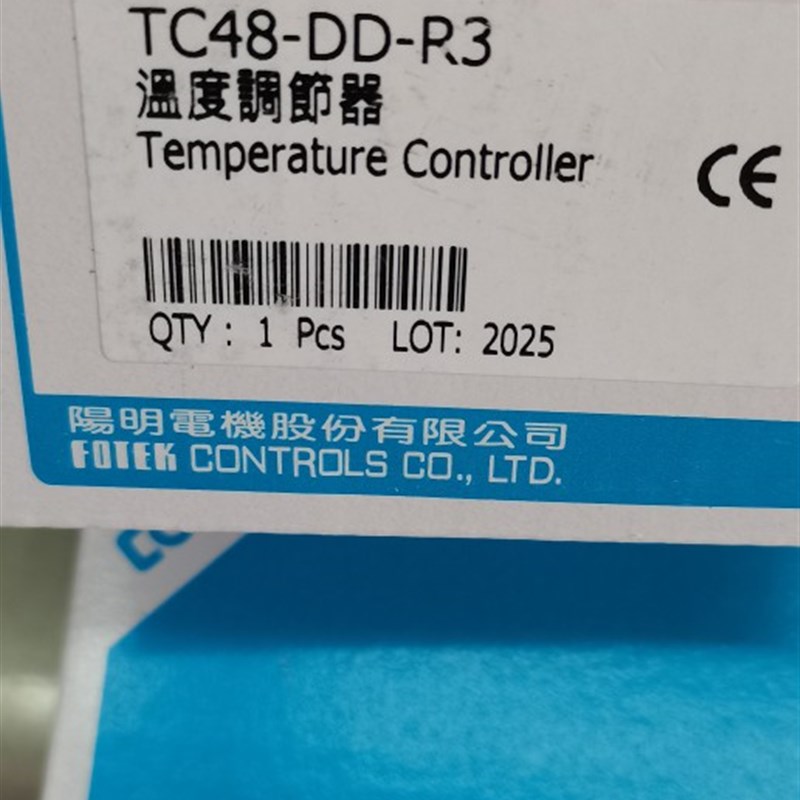 TC48-DD-R3
溫度調節器
Temperature Controller
CE
QTY : 1 Pcs LOT: 2025
陽明電機股份有限公司
FOTEK CONTROLS CO., LTD.